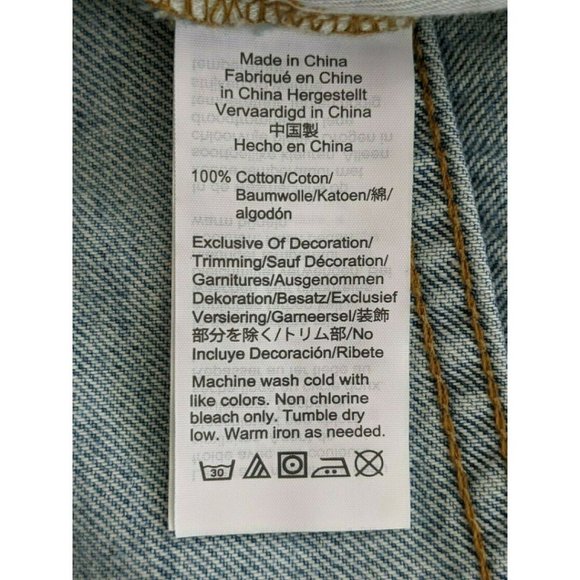 Made in China
Fabriqué en Chine
in China Hergestellt
Vervaardigd in China
中国製
Hecho en China
100% Cotton/Coton/
Baumwolle/Katoen/綿/
algodón
Exclusive Of Decoration/
Trimming/Sauf Décoration/
Garnitures/Ausgenommen
Dekoration/Besatz/Exclusief
Versiering/Garneersel/装飾
部分を除く/トリム部/No
Incluye Decoración/Ribete
Machine wash cold with
like colors. Non chlorine
bleach only. Tumble dry
low. Warm iron as needed.
30